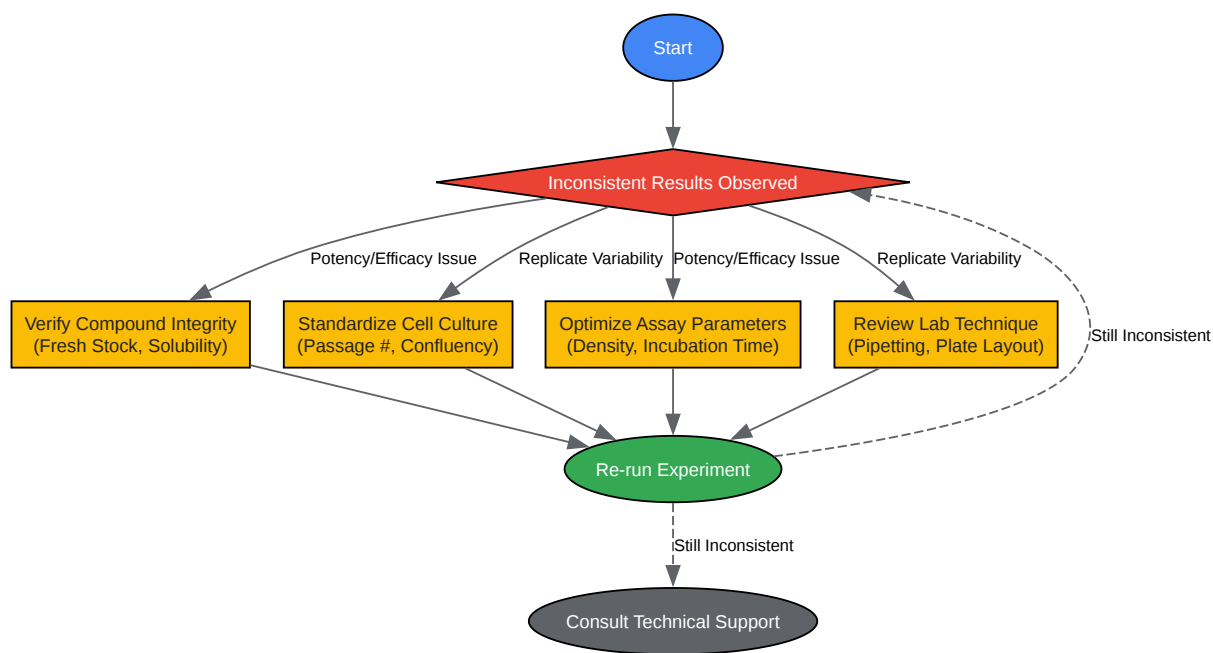 Start
Inconsistent Results Observed
Potency/Efficacy Issue
Replicate Variability
Potency/Efficacy Issue
Replicate Variability
Verify Compound Integrity
(Fresh Stock, Solubility)
Standardize Cell Culture
(Passage #, Confluency)
Optimize Assay Parameters
(Density, Incubation Time)
Review Lab Technique
(Pipetting, Plate Layout)
Still Inconsistent
Re-run Experiment
Still Inconsistent
Consult Technical Support